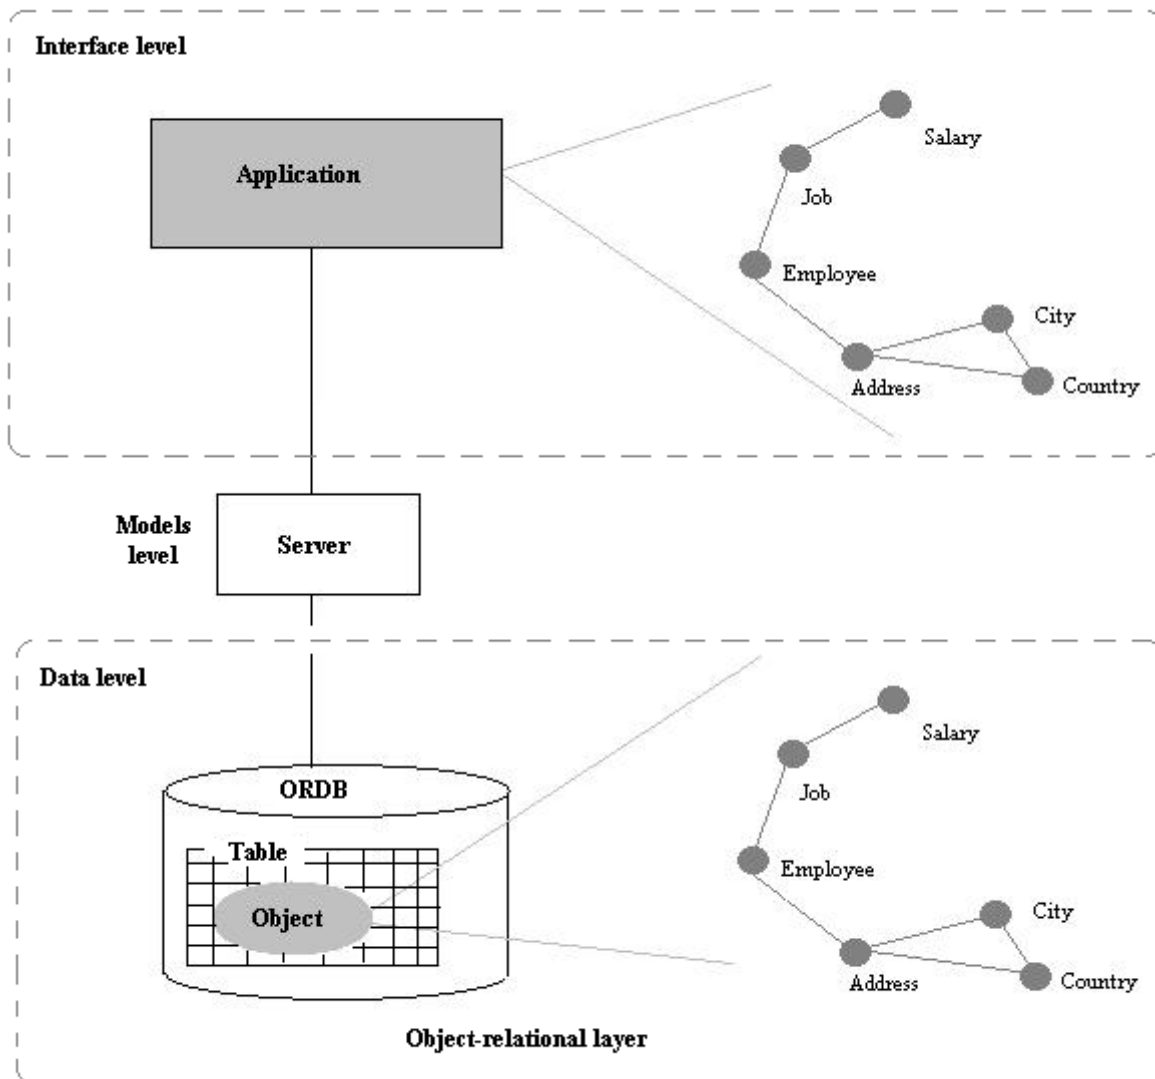 Interface level
Application
Salary
Job
Employee
City
Address
Country
Models
level
Server
Data level
Salary
ORDB
Job
Table
Employee
Object
City
Address
Country
Object-relational layer